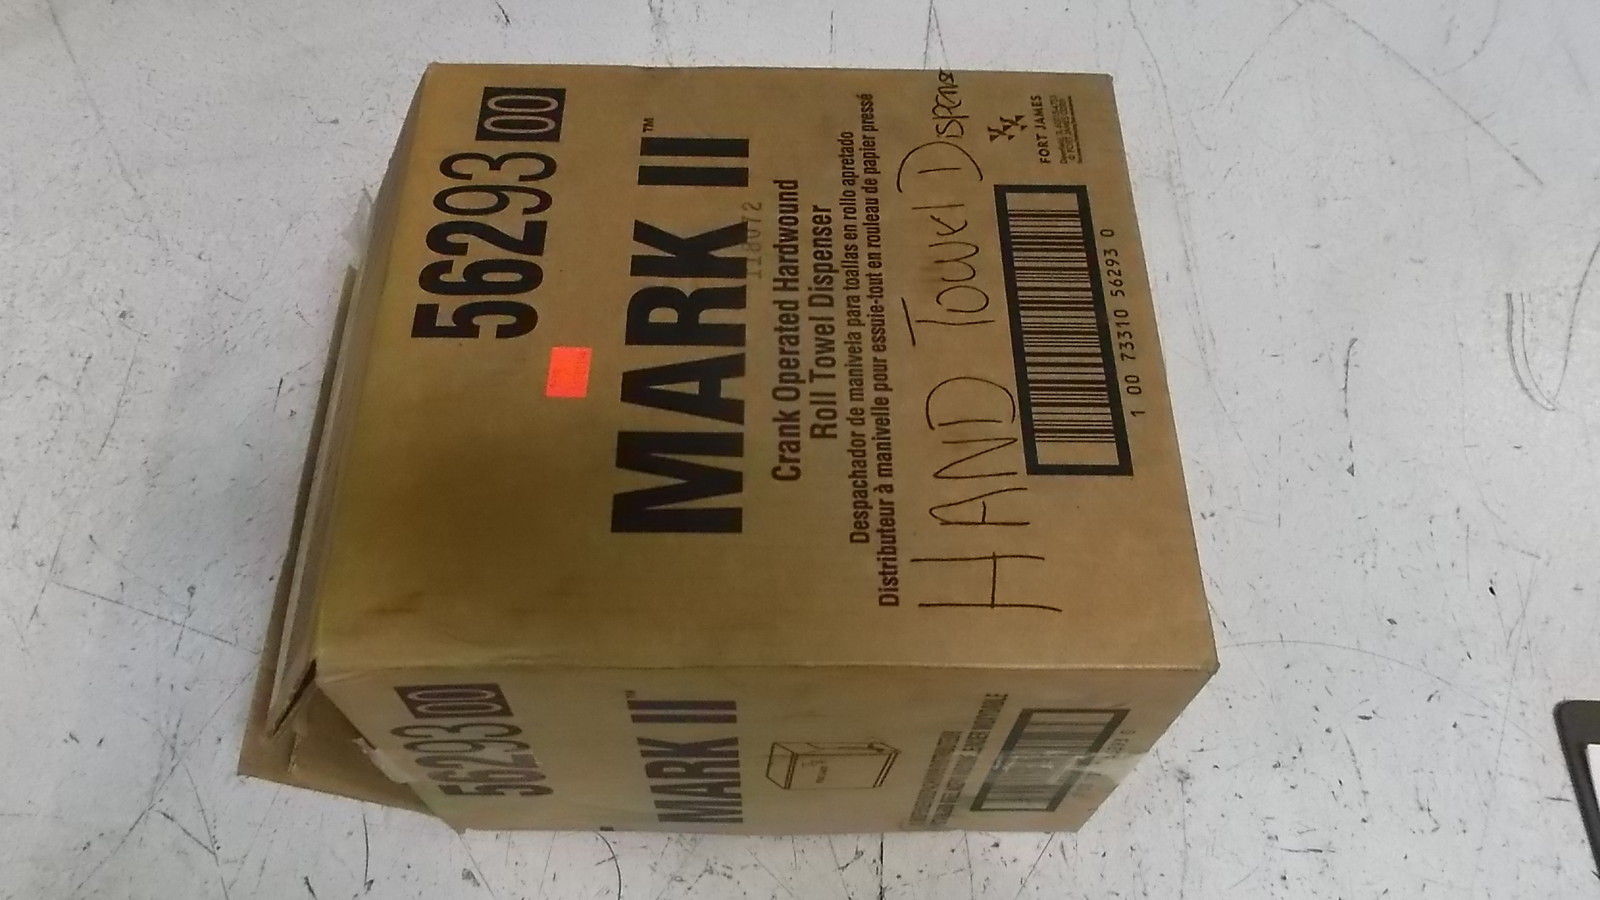 56293 00
MARK II™
118072
Crank Operated Hardwound
Roll Towel Dispenser
Despachador de manivela para toallas en rollo apretado
Distributeur à manivelle pour essuie-tout en rouleau de papier pressé
HAND Towel Dispenser
FORT JAMES
1 00 73310 56293 0
56293 00
MARK II™